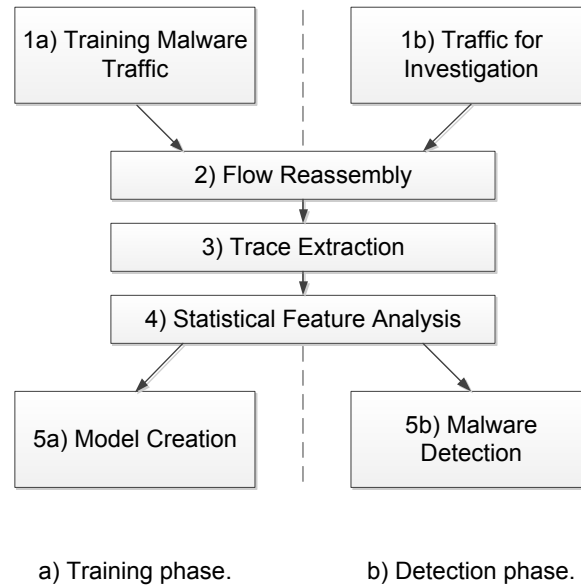 1a) Training Malware
Traffic
1b) Traffic for
Investigation
2) Flow Reassembly
3) Trace Extraction
4) Statistical Feature Analysis
5a) Model Creation
5b) Malware
Detection
a) Training phase.
b) Detection phase.